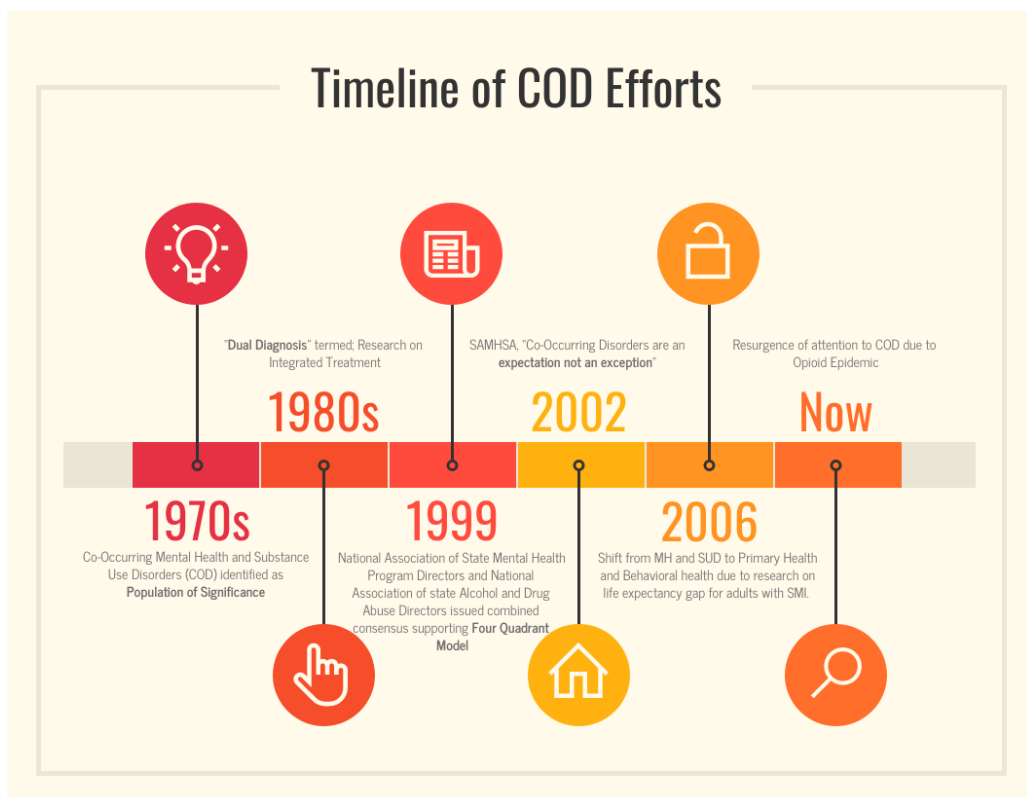 Timeline of COD Efforts
"Dual Diagnosis" termed; Research on
Integrated Treatment
1980s
SAMHSA, "Co-Occurring Disorders are an
expectation not an exception"
2002
Resurgence of attention to COD due to
Opioid Epidemic
Now
1970s
Co-Occurring Mental Health and Substance
Use Disorders (COD) identified as
Population of Significance
1999
National Association of State Mental Health
Program Directors and National
Association of state Alcohol and Drug
Abuse Directors issued combined
consensus supporting Four Quadrant
Model
2006
Shift from MH and SUD to Primary Health
and Behavioral health due to research on
life expectancy gap for adults with SMI.